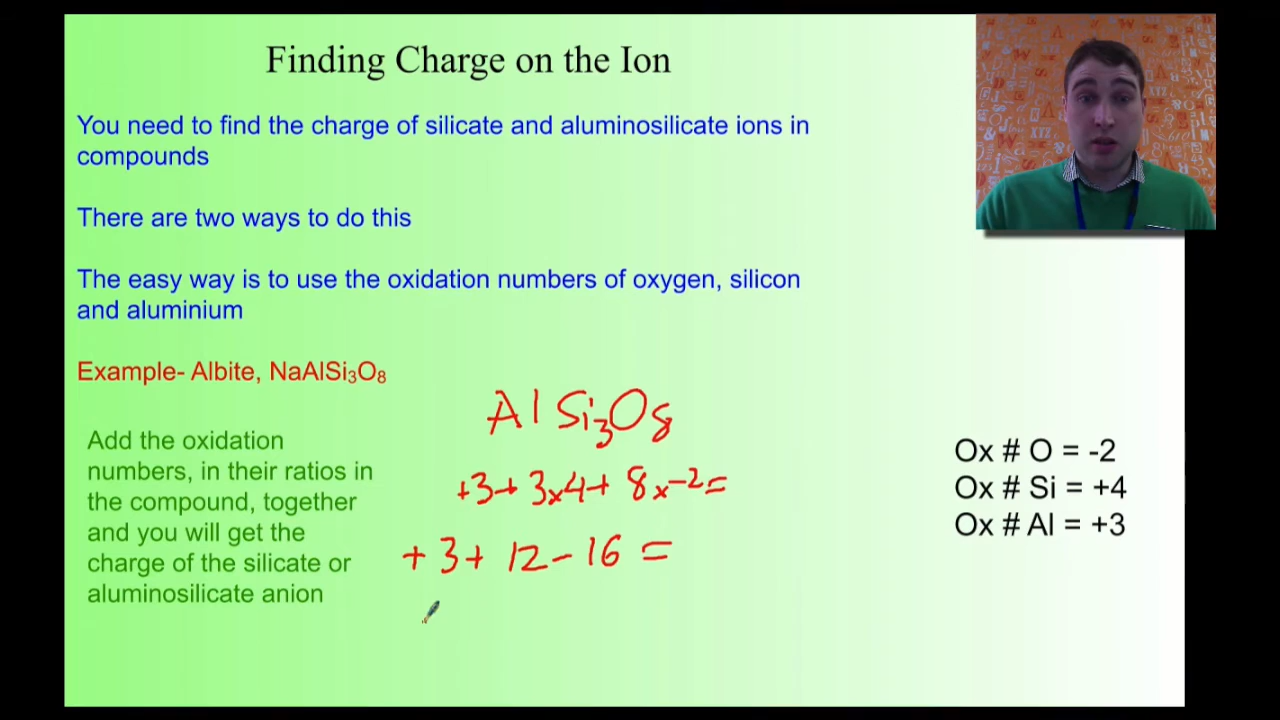 Finding Charge on the Ion
You need to find the charge of silicate and aluminosilicate ions in
compounds
There are two ways to do this
The easy way is to use the oxidation numbers of oxygen, silicon
and aluminium
Example- Albite, NaAlSi₃O₈
AlSi₃O₈
Add the oxidation
numbers, in their ratios in
the compound, together
and you will get the
charge of the silicate or
aluminosilicate anion
+3+ 3x4+ 8x-2=
+3+ 12-16 =
Ox # O = -2
Ox # Si = +4
Ox # Al = +3